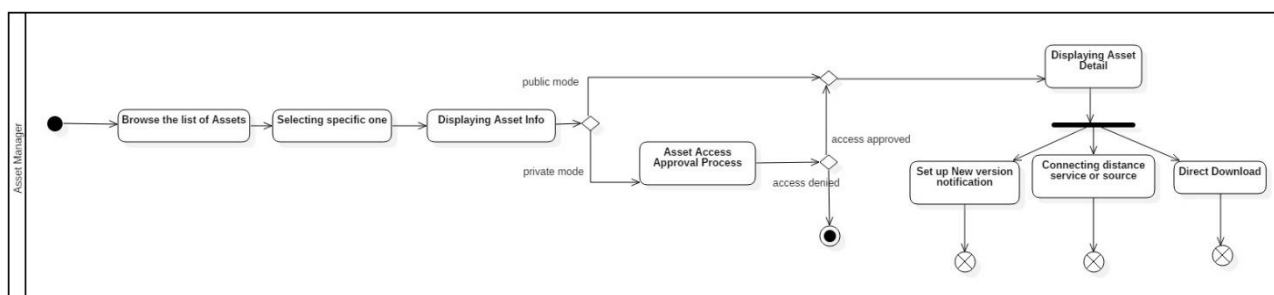 Asset Manager
Browse the list of Assets
Selecting specific one
Displaying Asset Info
public mode
private mode
Asset Access
Approval Process
access approved
access denied
Displaying Asset
Detail
Set up New version
notification
Connecting distance
service or source
Direct Download